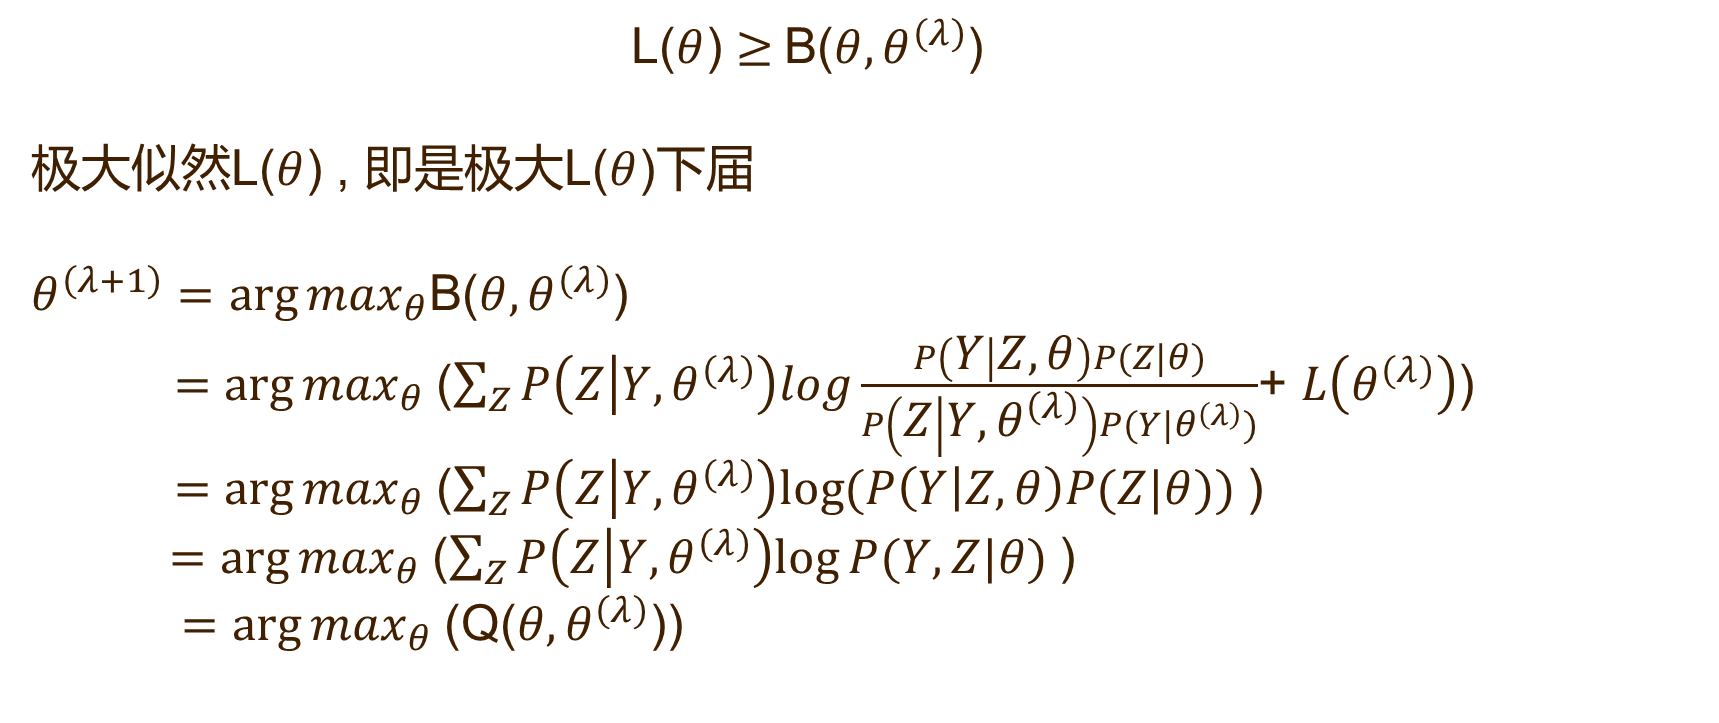 L(θ) ≥ B(θ, θ^(λ))
极大似然L(θ) , 即是极大L(θ)下届
θ^(λ+1) = arg max_θ B(θ, θ^(λ))
= arg max_θ (∑_Z P(Z|Y, θ^(λ)) log \frac{P(Y|Z, θ)P(Z|θ)}{P(Z|Y, θ^(λ))P(Y|θ^(λ))} + L(θ^(λ)))
= arg max_θ (∑_Z P(Z|Y, θ^(λ)) log(P(Y|Z, θ)P(Z|θ)) )
= arg max_θ (∑_Z P(Z|Y, θ^(λ)) log P(Y, Z|θ) )
= arg max_θ (Q(θ, θ^(λ)))